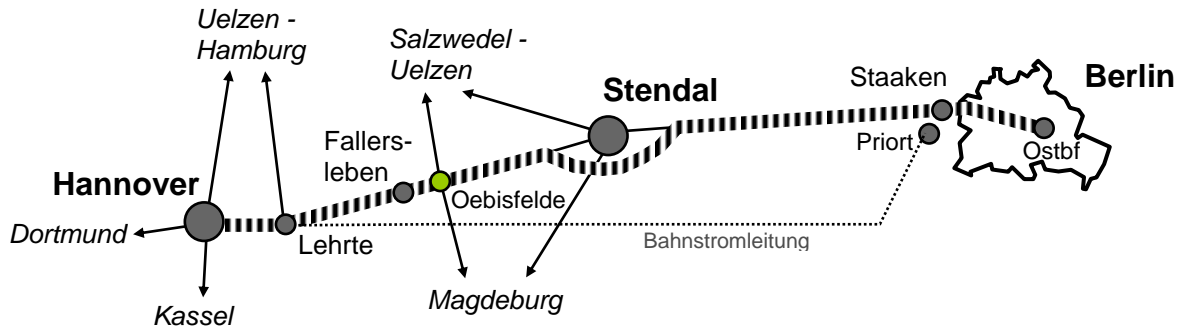 Uelzen -
Hamburg
Salzwedel -
Uelzen
Stendal
Staaken
Berlin
Fallers-
leben
Priort
Ostbf
Hannover
Oebisfelde
Dortmund
Lehrte
Bahnstromleitung
Kassel
Magdeburg